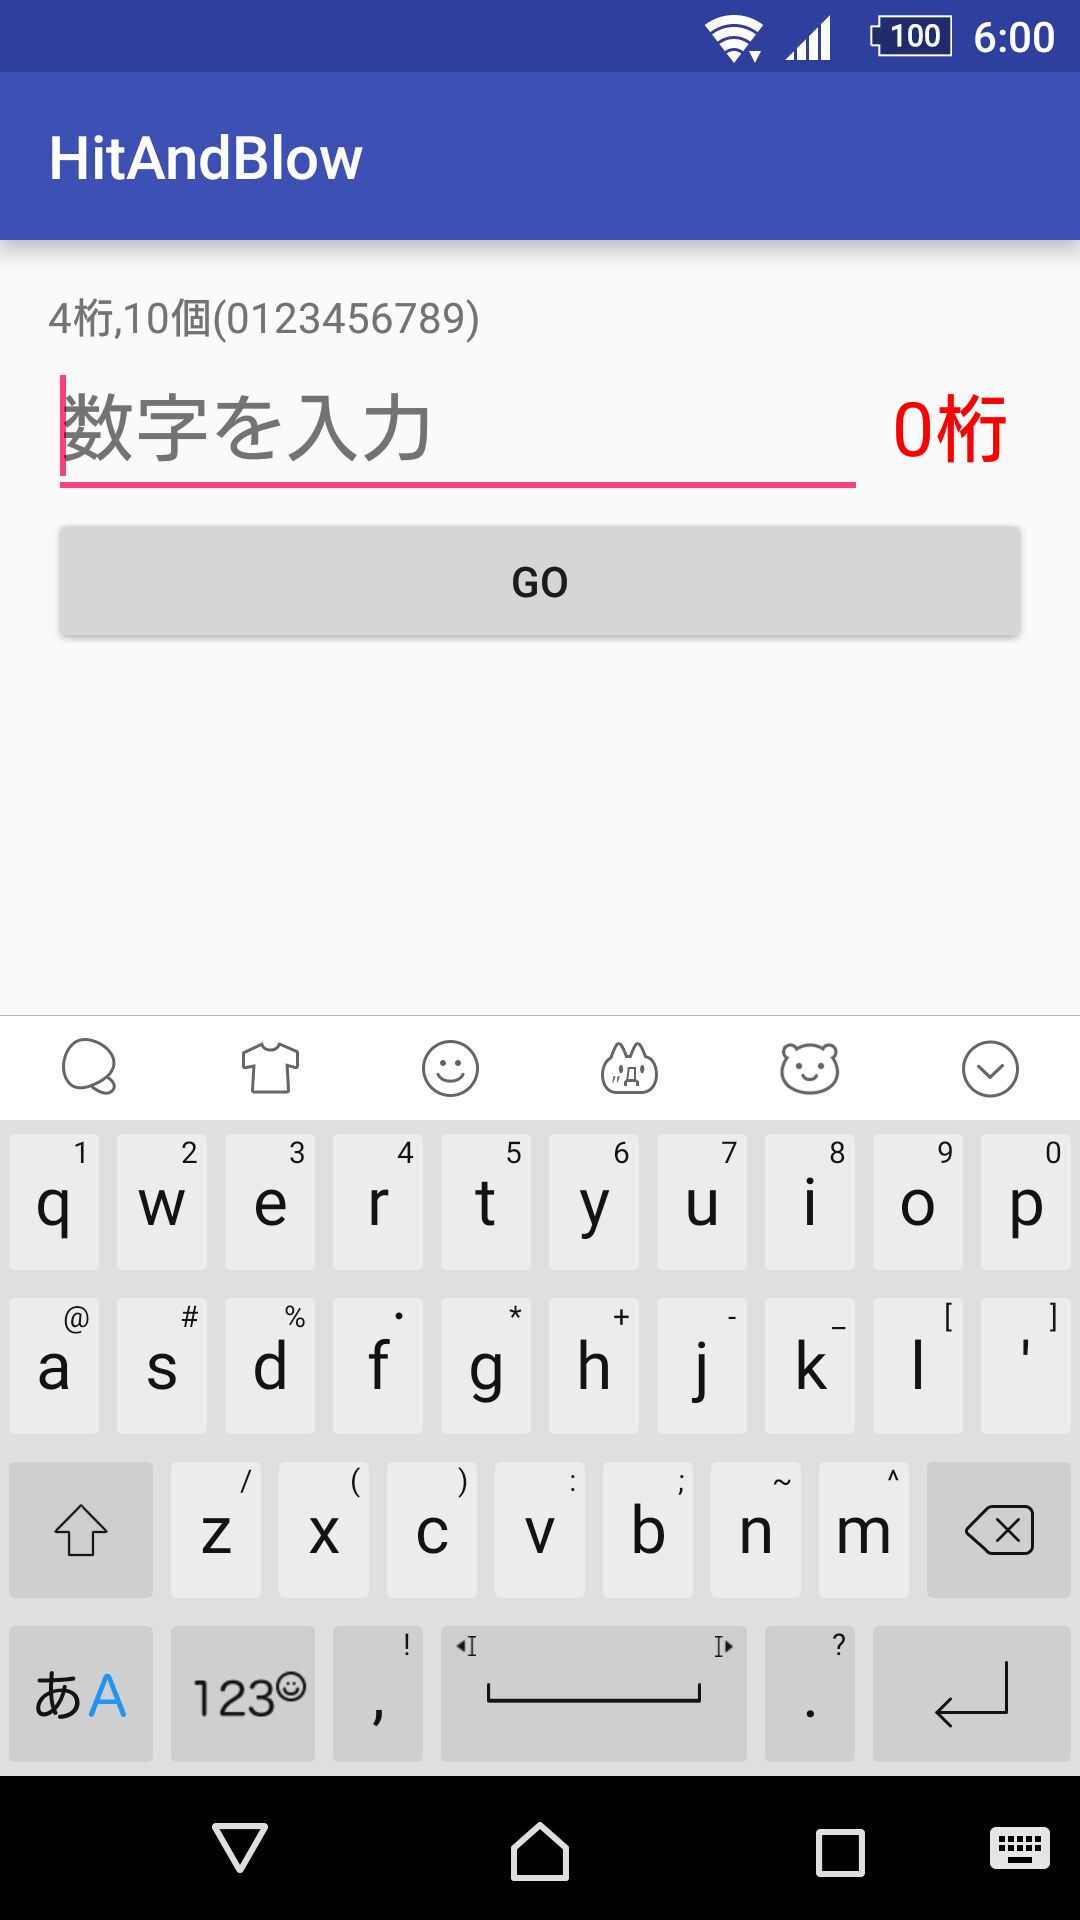 100 6:00
HitAndBlow
4桁,10個(0123456789)
数字を入力 0桁
GO
1 2 3 4 5 6 7 8 9 0
q w e r t y u i o p
@ # % • * + - _ [ ]
a s d f g h j k l '
/ ( ) : ; ~ ^
z x c v b n m
! ?
あA 123 , .